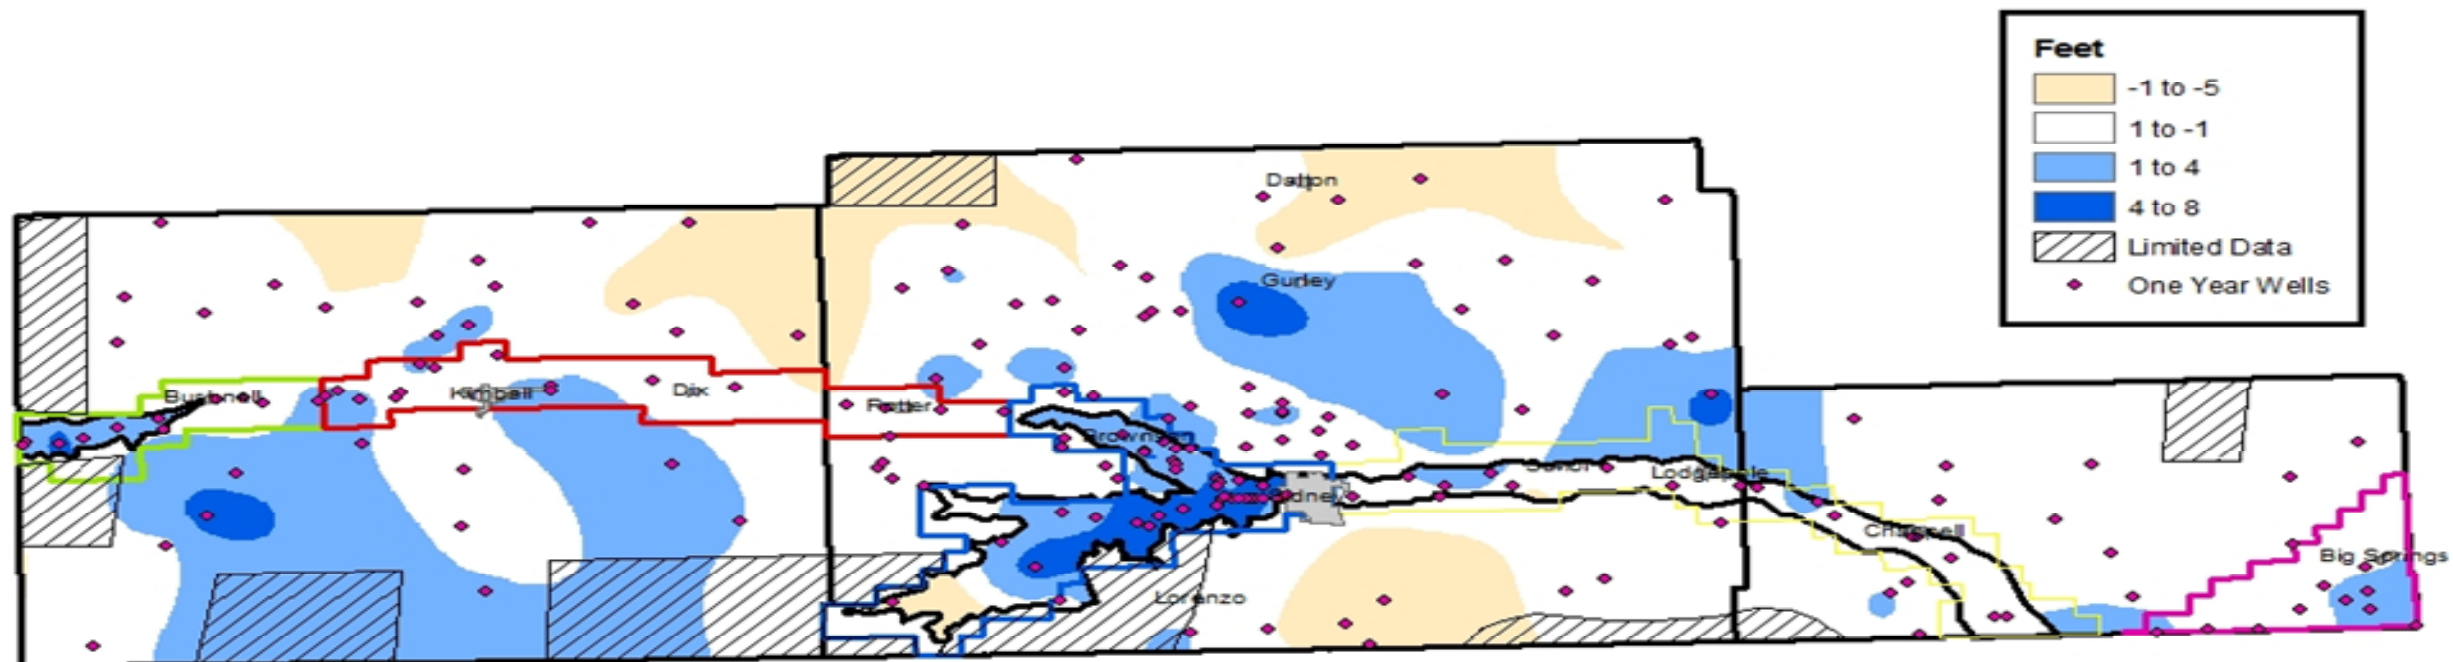 Feet
-1 to -5
1 to -1
1 to 4
4 to 8
Limited Data
One Year Wells
Dalton
Gurley
Bushnell
Kimball
Dix
Potter
Brownson
Sidney
Sunol
Lodgepole
Chappell
Big Springs
Lorenzo